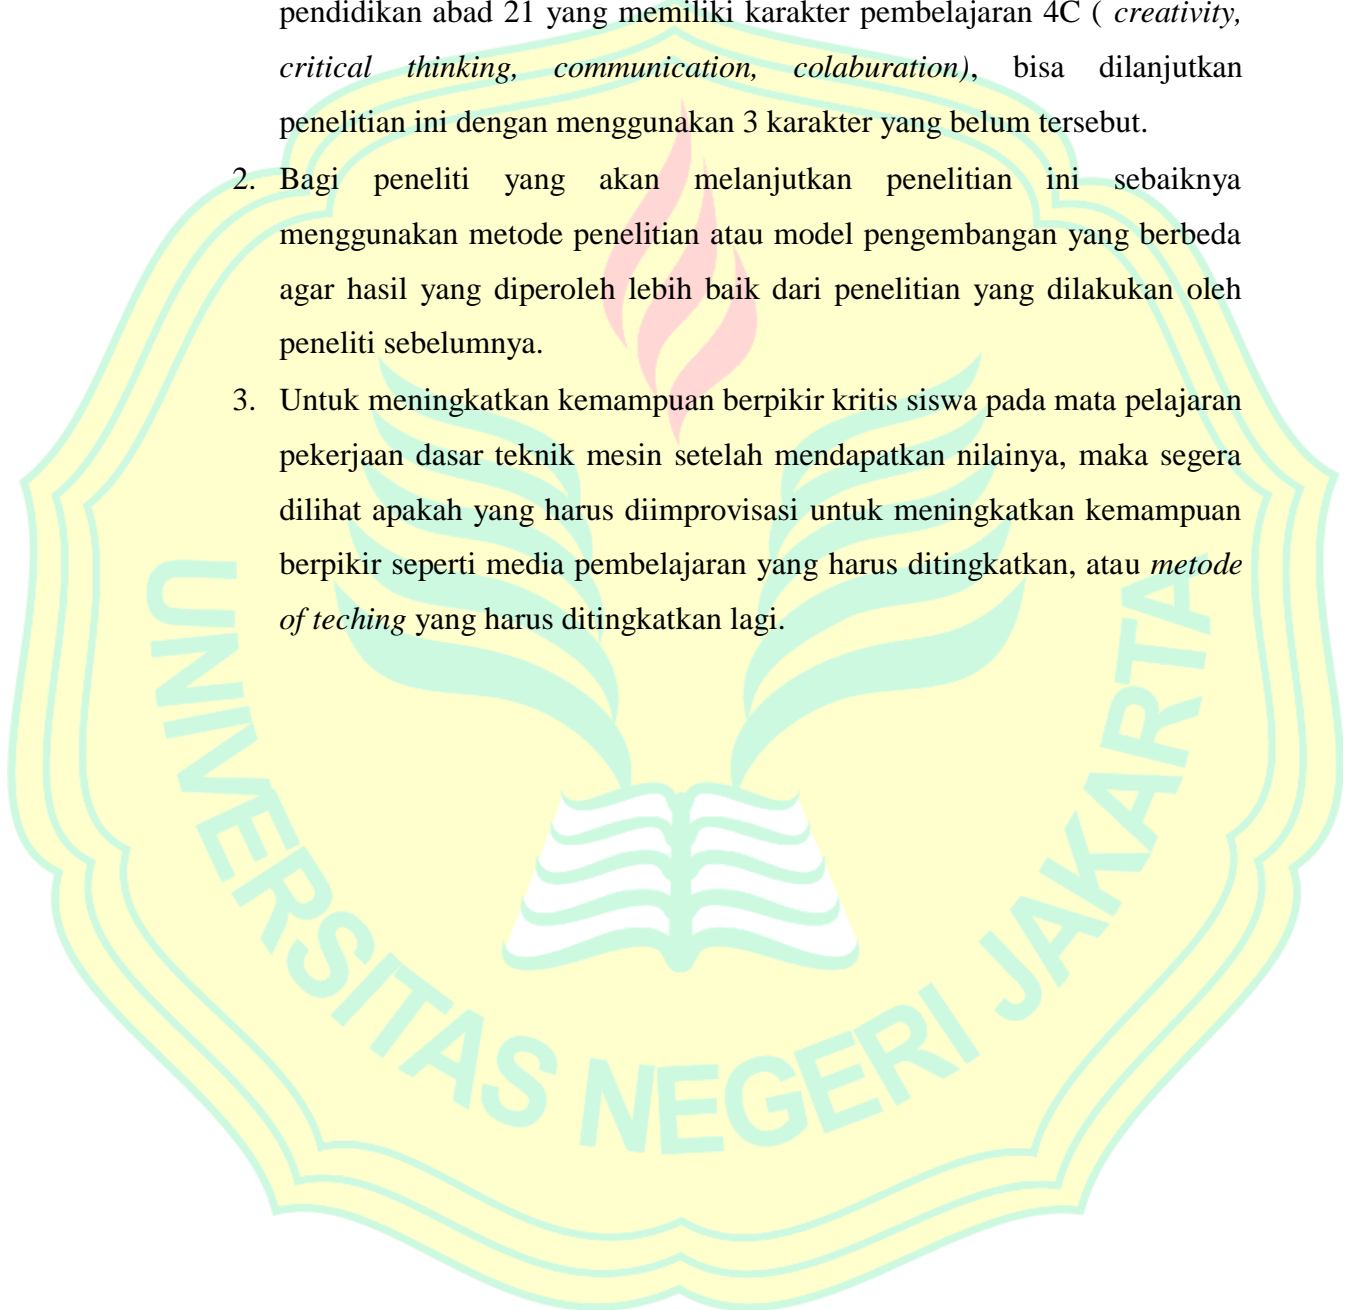 pendidikan abad 21 yang memiliki karakter pembelajaran 4C ( creativity,
critical thinking, communication, colaburation), bisa dilanjutkan
penelitian ini dengan menggunakan 3 karakter yang belum tersebut.
2. Bagi peneliti yang akan melanjutkan penelitian ini sebaiknya
menggunakan metode penelitian atau model pengembangan yang berbeda
agar hasil yang diperoleh lebih baik dari penelitian yang dilakukan oleh
peneliti sebelumnya.
3. Untuk meningkatkan kemampuan berpikir kritis siswa pada mata pelajaran
pekerjaan dasar teknik mesin setelah mendapatkan nilainya, maka segera
dilihat apakah yang harus diimprovisasi untuk meningkatkan kemampuan
berpikir seperti media pembelajaran yang harus ditingkatkan, atau metode
of teching yang harus ditingkatkan lagi.
UNIVERSITAS NEGERI JAKARTA